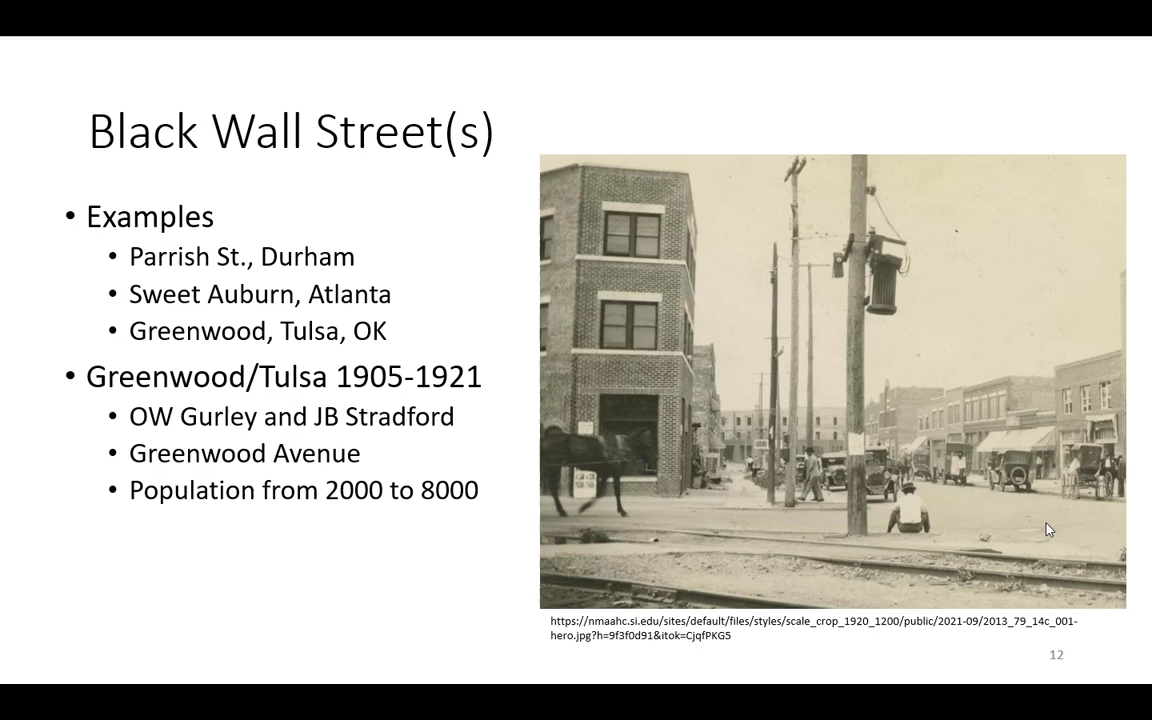 Black Wall Street(s)
• Examples
• Parrish St., Durham
• Sweet Auburn, Atlanta
• Greenwood, Tulsa, OK
• Greenwood/Tulsa 1905-1921
• OW Gurley and JB Stradford
• Greenwood Avenue
• Population from 2000 to 8000
https://nmaahc.si.edu/sites/default/files/styles/scale_crop_1920_1200/public/2021-09/2013_79_14c_001-
hero.jpg?h=9f3f0d91&itok=CjqfPKG5
12